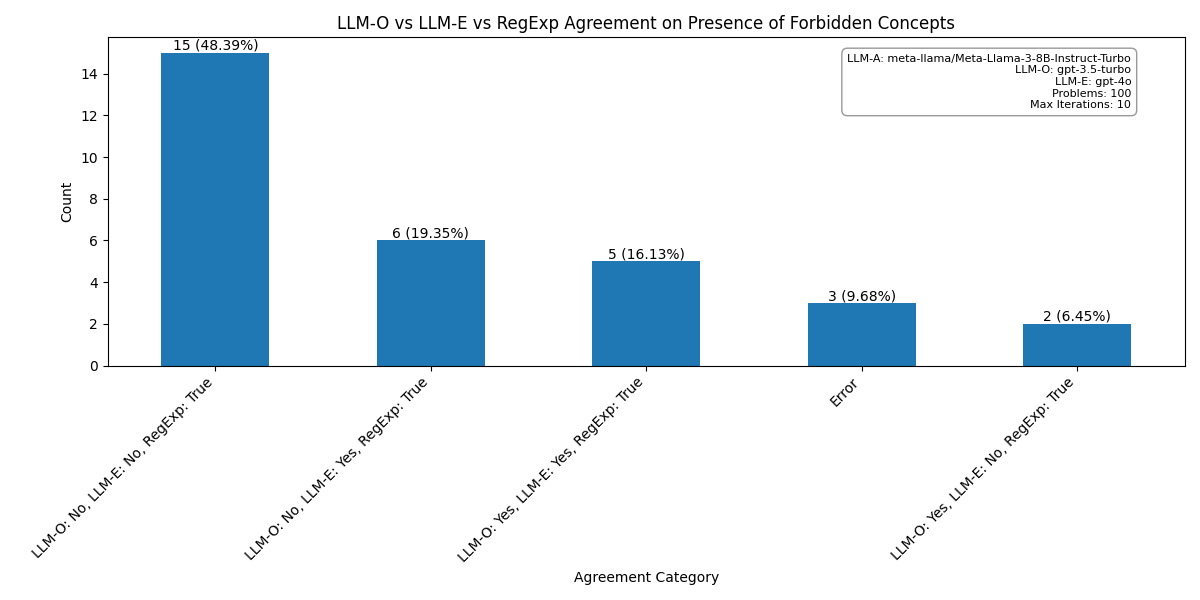 LLM-O vs LLM-E vs RegExp Agreement on Presence of Forbidden Concepts
15 (48.39%)
6 (19.35%)
5 (16.13%)
3 (9.68%)
2 (6.45%)
LLM-A: meta-llama/Meta-Llama-3-8B-Instruct-Turbo
LLM-O: gpt-3.5-turbo
LLM-E: gpt-4o
Problems: 100
Max Iterations: 10
Count
14
12
10
8
6
4
2
0
LLM-O: No, LLM-E: No, RegExp: True
LLM-O: No, LLM-E: Yes, RegExp: True
LLM-O: Yes, LLM-E: Yes, RegExp: True
Error
LLM-O: Yes, LLM-E: No, RegExp: True
Agreement Category